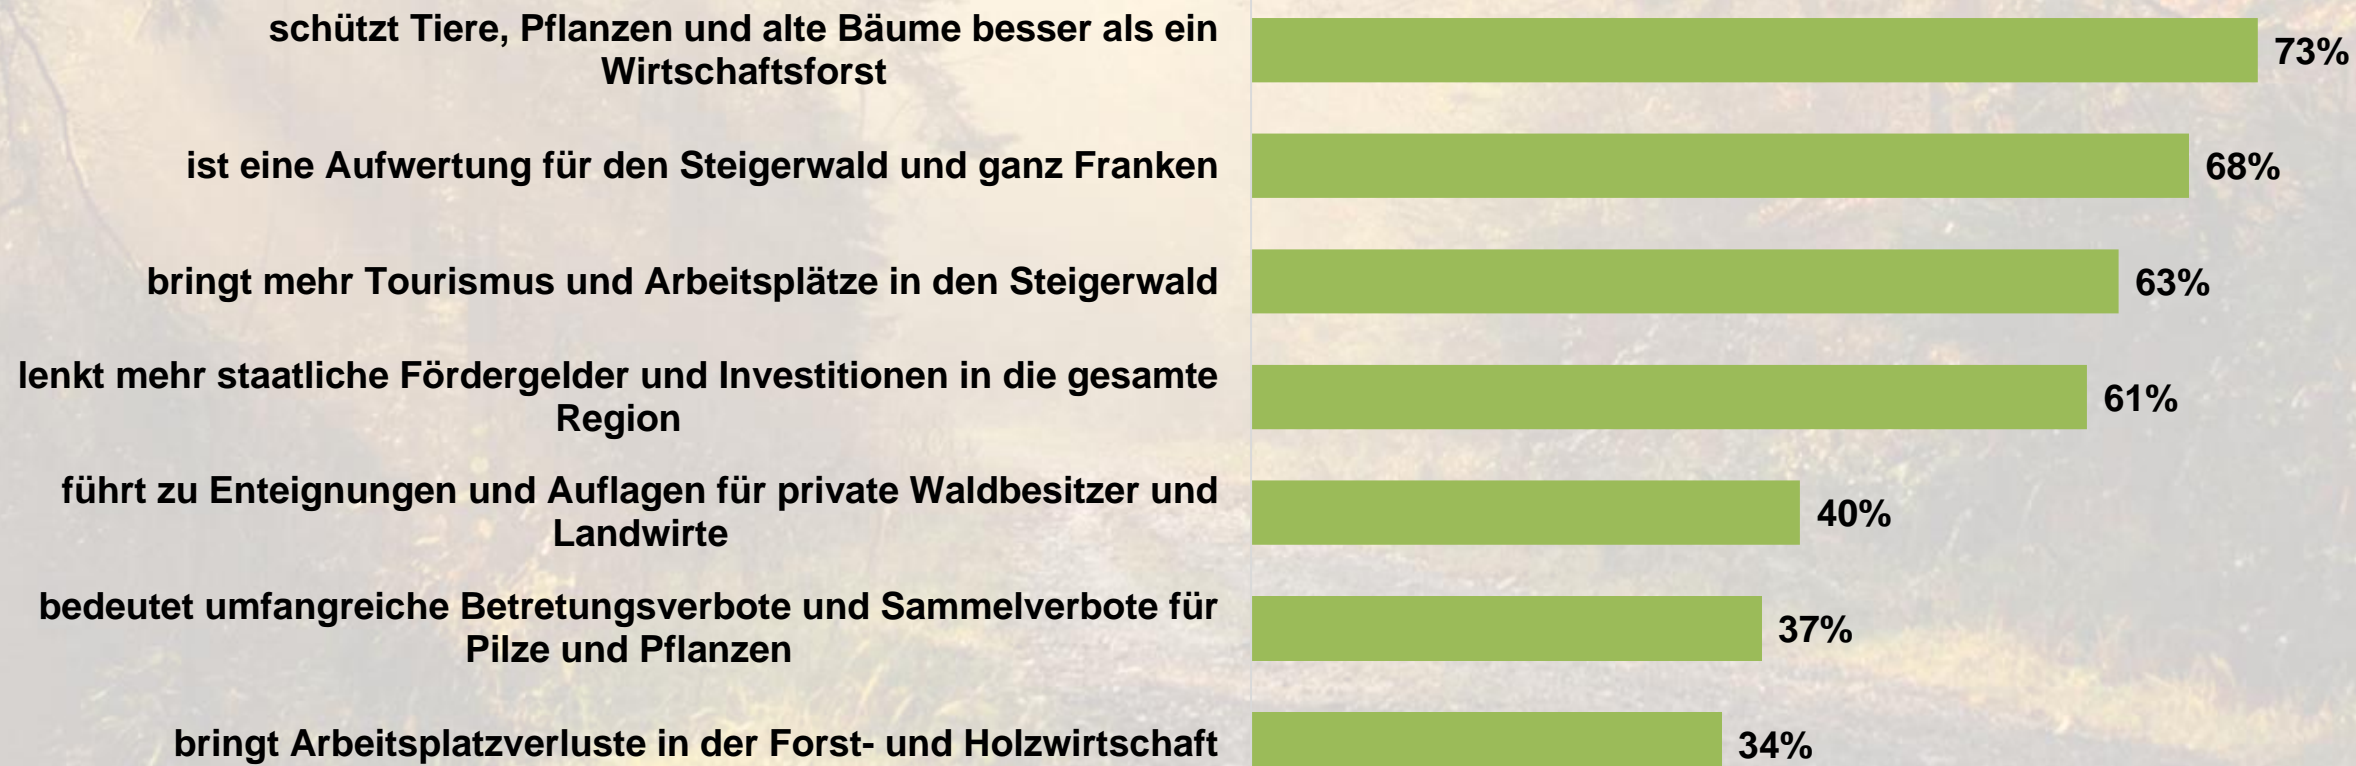 schützt Tiere, Pflanzen und alte Bäume besser als ein
Wirtschaftsforst
73%
ist eine Aufwertung für den Steigerwald und ganz Franken
68%
bringt mehr Tourismus und Arbeitsplätze in den Steigerwald
63%
lenkt mehr staatliche Fördergelder und Investitionen in die gesamte
Region
61%
führt zu Enteignungen und Auflagen für private Waldbesitzer und
Landwirte
40%
bedeutet umfangreiche Betretungsverbote und Sammelverbote für
Pilze und Pflanzen
37%
bringt Arbeitsplatzverluste in der Forst- und Holzwirtschaft
34%